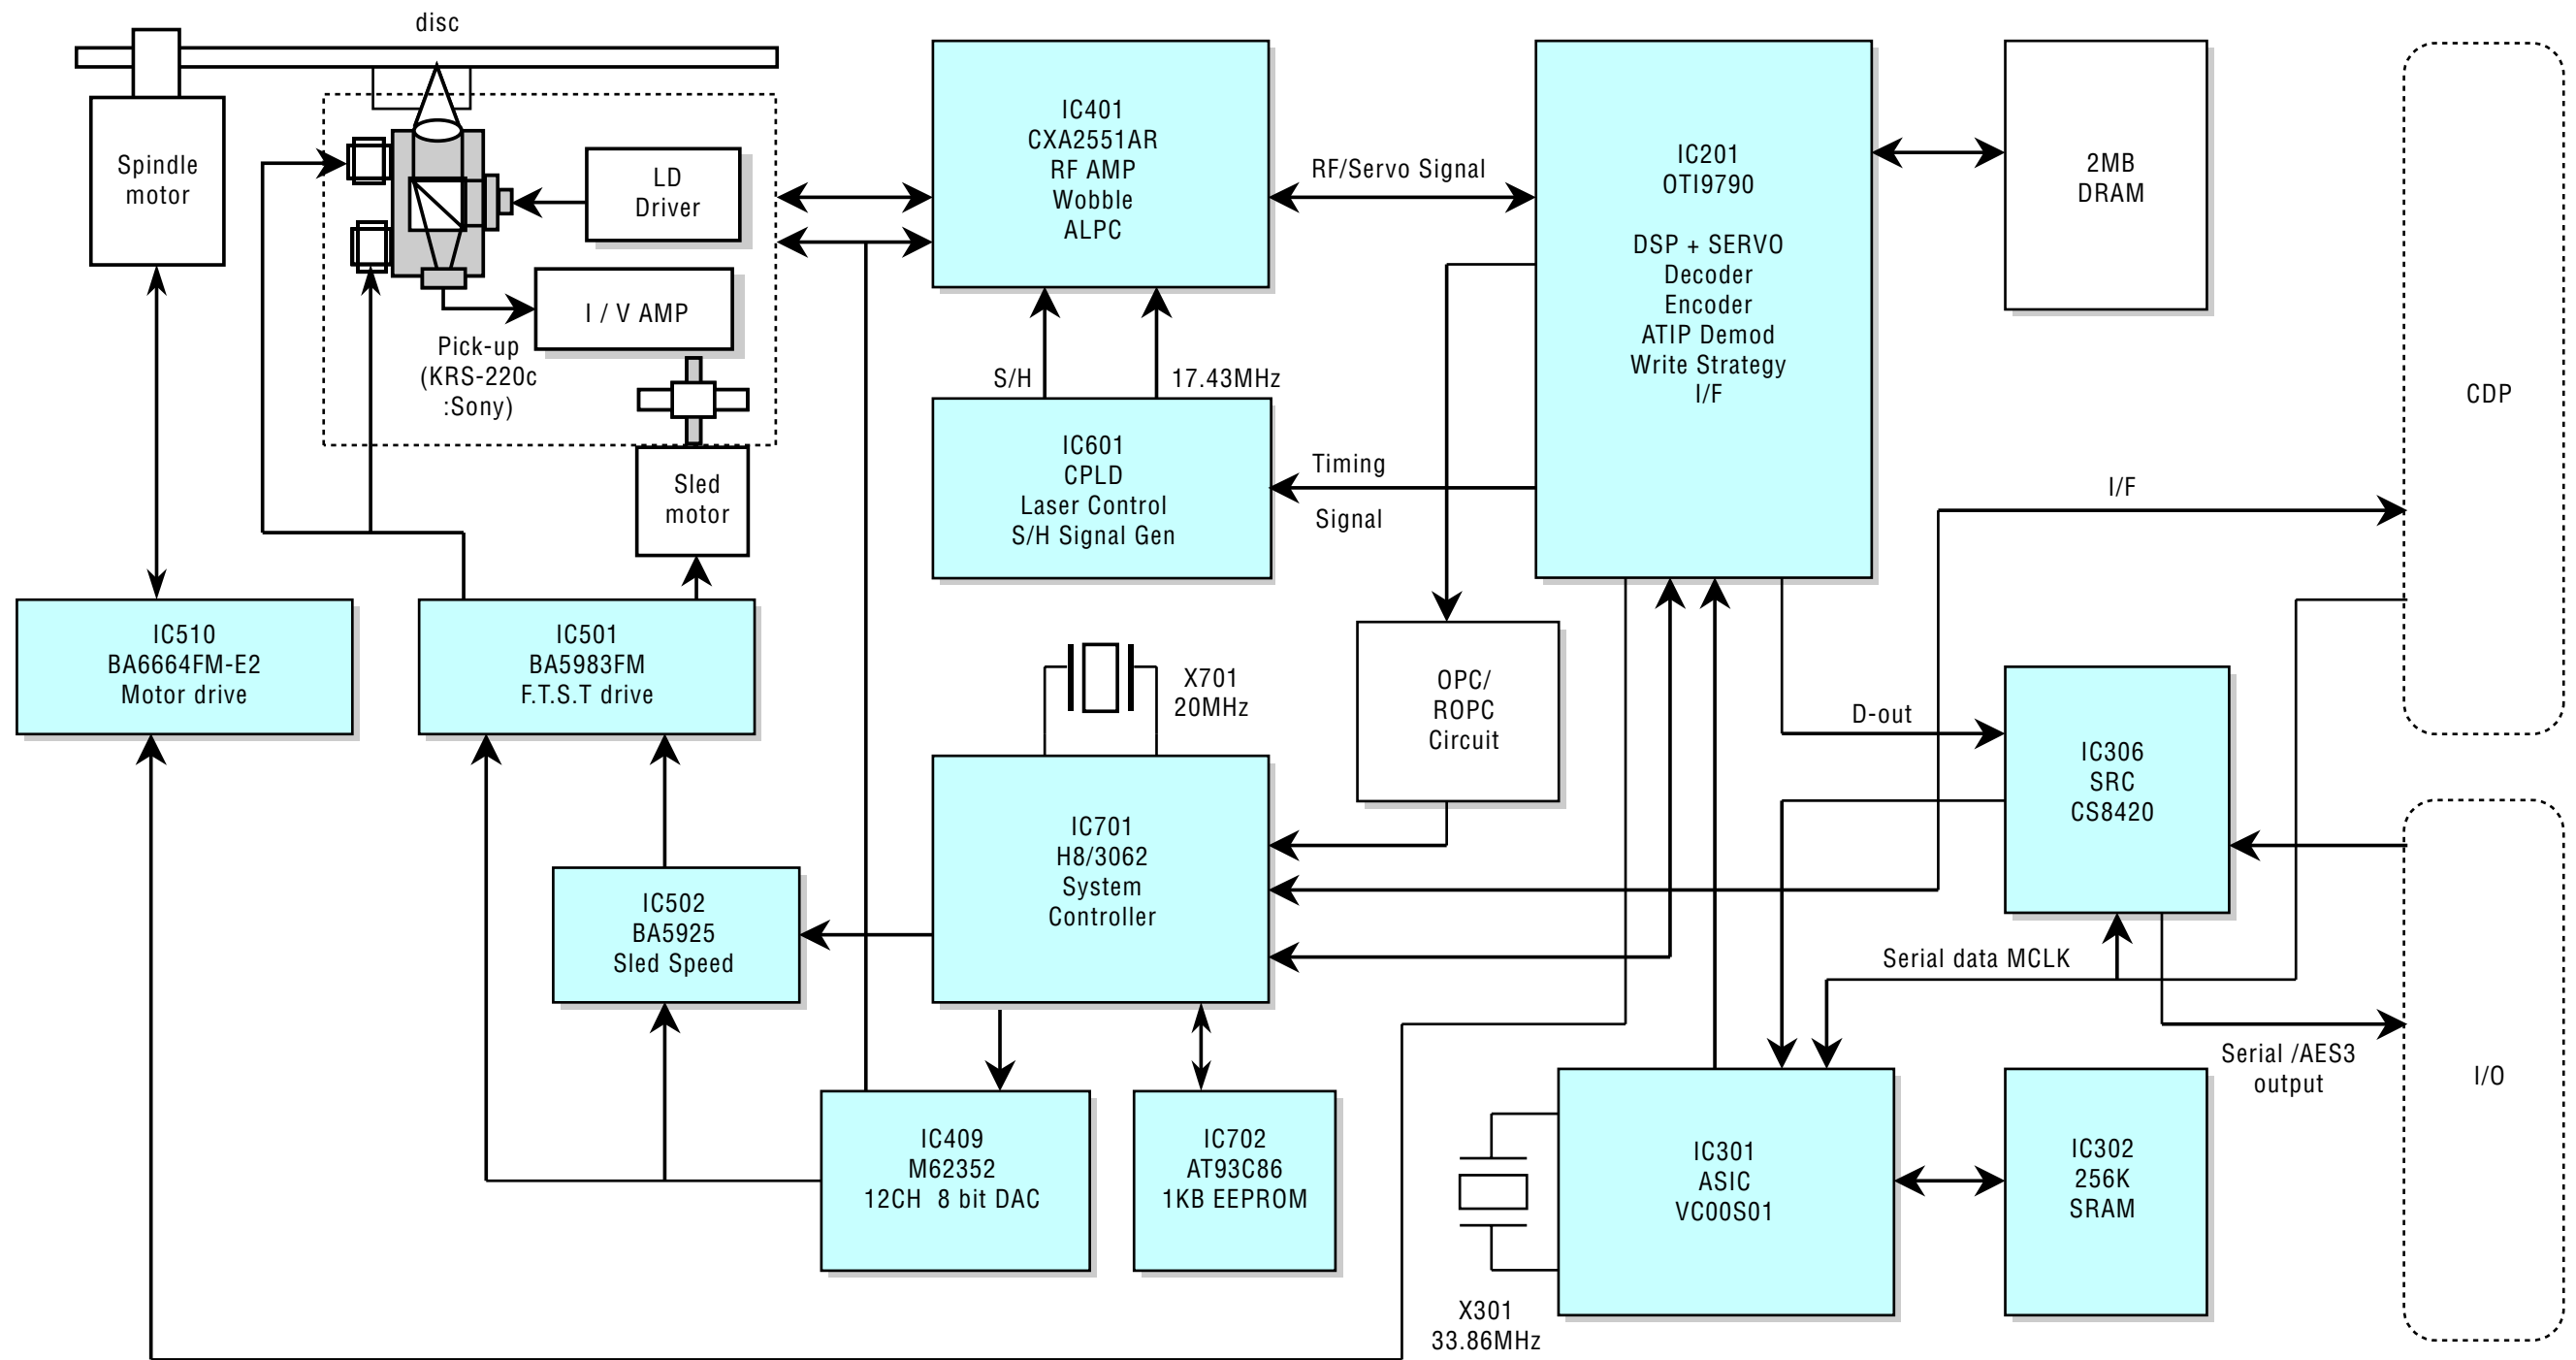 disc
Spindle
motor
LD
Driver
I / V AMP
Pick-up
(KRS-220c
:Sony)
Sled
motor
IC401
CXA2551AR
RF AMP
Wobble
ALPC
RF/Servo Signal
IC201
OTI9790
DSP + SERVO
Decoder
Encoder
ATIP Demod
Write Strategy
I/F
2MB
DRAM
CDP
S/H
17.43MHz
IC601
CPLD
Laser Control
S/H Signal Gen
Timing
Signal
I/F
IC510
BA6664FM-E2
Motor drive
IC501
BA5983FM
F.T.S.T drive
X701
20MHz
OPC/
ROPC
Circuit
D-out
IC306
SRC
CS8420
IC502
BA5925
Sled Speed
IC701
H8/3062
System
Controller
Serial data MCLK
Serial /AES3
output
I/O
IC409
M62352
12CH 8 bit DAC
IC702
AT93C86
1KB EEPROM
IC301
ASIC
VC00S01
IC302
256K
SRAM
X301
33.86MHz